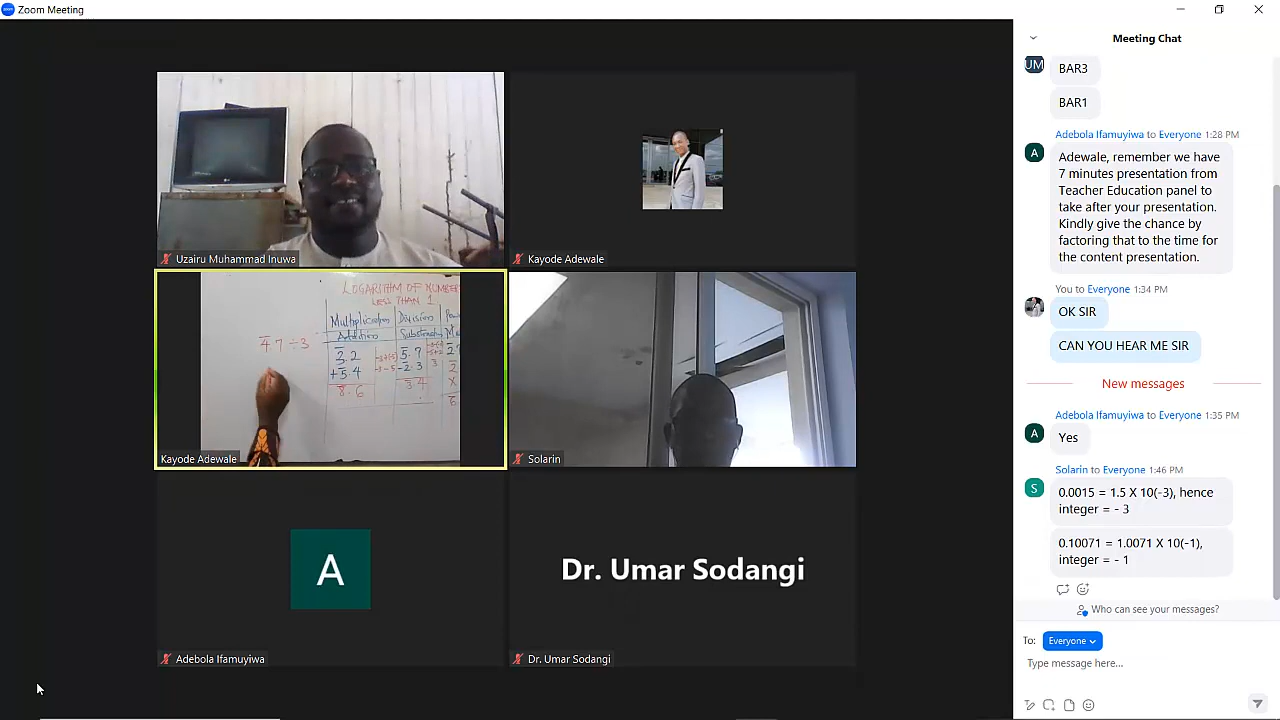 Zoom Meeting
Uzairu Muhammad Inuwa
Kayode Adewale
LOGARITHM OF NUMBER
LESS THAN 1
Multiplication Division
Addition
4̄ 7 ÷ 3
2̄.2 5̄.7
+5̄.4 -2̄.3
8̄.6 3̄.4
Kayode Adewale
Solarin
A
Adebola Ifamuyiwa
Dr. Umar Sodangi
Dr. Umar Sodangi
Meeting Chat
UM
BAR3
BAR1
Adebola Ifamuyiwa to Everyone 1:28 PM
A
Adewale, remember we have
7 minutes presentation from
Teacher Education panel to
take after your presentation.
Kindly give the chance by
factoring that to the time for
the content presentation.
You to Everyone 1:34 PM
OK SIR
CAN YOU HEAR ME SIR
New messages
Adebola Ifamuyiwa to Everyone 1:35 PM
A
Yes
Solarin to Everyone 1:46 PM
S
0.0015 = 1.5 X 10(-3), hence
integer = - 3
0.10071 = 1.0071 X 10(-1),
integer = - 1
Who can see your messages?
To: Everyone
Type message here...